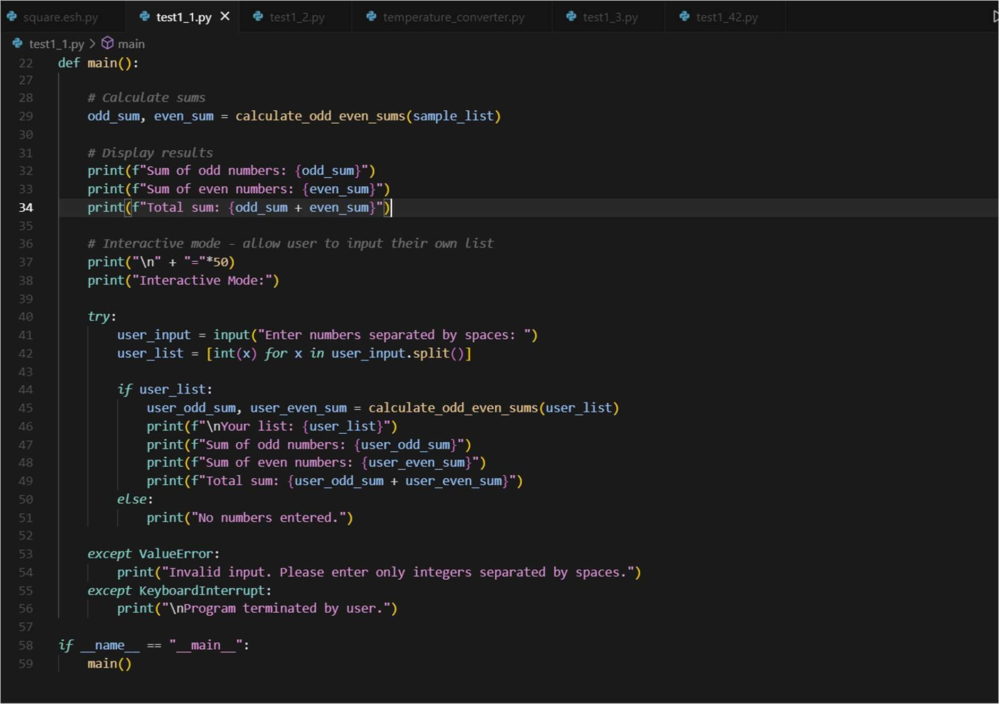 square.esh.py test1_1.py test1_2.py temperature_converter.py test1_3.py test1_42.py
test1_1.py > main
22 def main():
27
28     # Calculate sums
29     odd_sum, even_sum = calculate_odd_even_sums(sample_list)
30
31     # Display results
32     print(f"Sum of odd numbers: {odd_sum}")
33     print(f"Sum of even numbers: {even_sum}")
34     print(f"Total sum: {odd_sum + even_sum}")
35
36     # Interactive mode - allow user to input their own list
37     print("\n" + "="*50)
38     print("Interactive Mode:")
39
40     try:
41         user_input = input("Enter numbers separated by spaces: ")
42         user_list = [int(x) for x in user_input.split()]
43
44         if user_list:
45             user_odd_sum, user_even_sum = calculate_odd_even_sums(user_list)
46             print(f"\nYour list: {user_list}")
47             print(f"Sum of odd numbers: {user_odd_sum}")
48             print(f"Sum of even numbers: {user_even_sum}")
49             print(f"Total sum: {user_odd_sum + user_even_sum}")
50         else:
51             print("No numbers entered.")
52
53     except ValueError:
54         print("Invalid input. Please enter only integers separated by spaces.")
55     except KeyboardInterrupt:
56         print("\nProgram terminated by user.")
57
58 if __name__ == "__main__":
59     main()